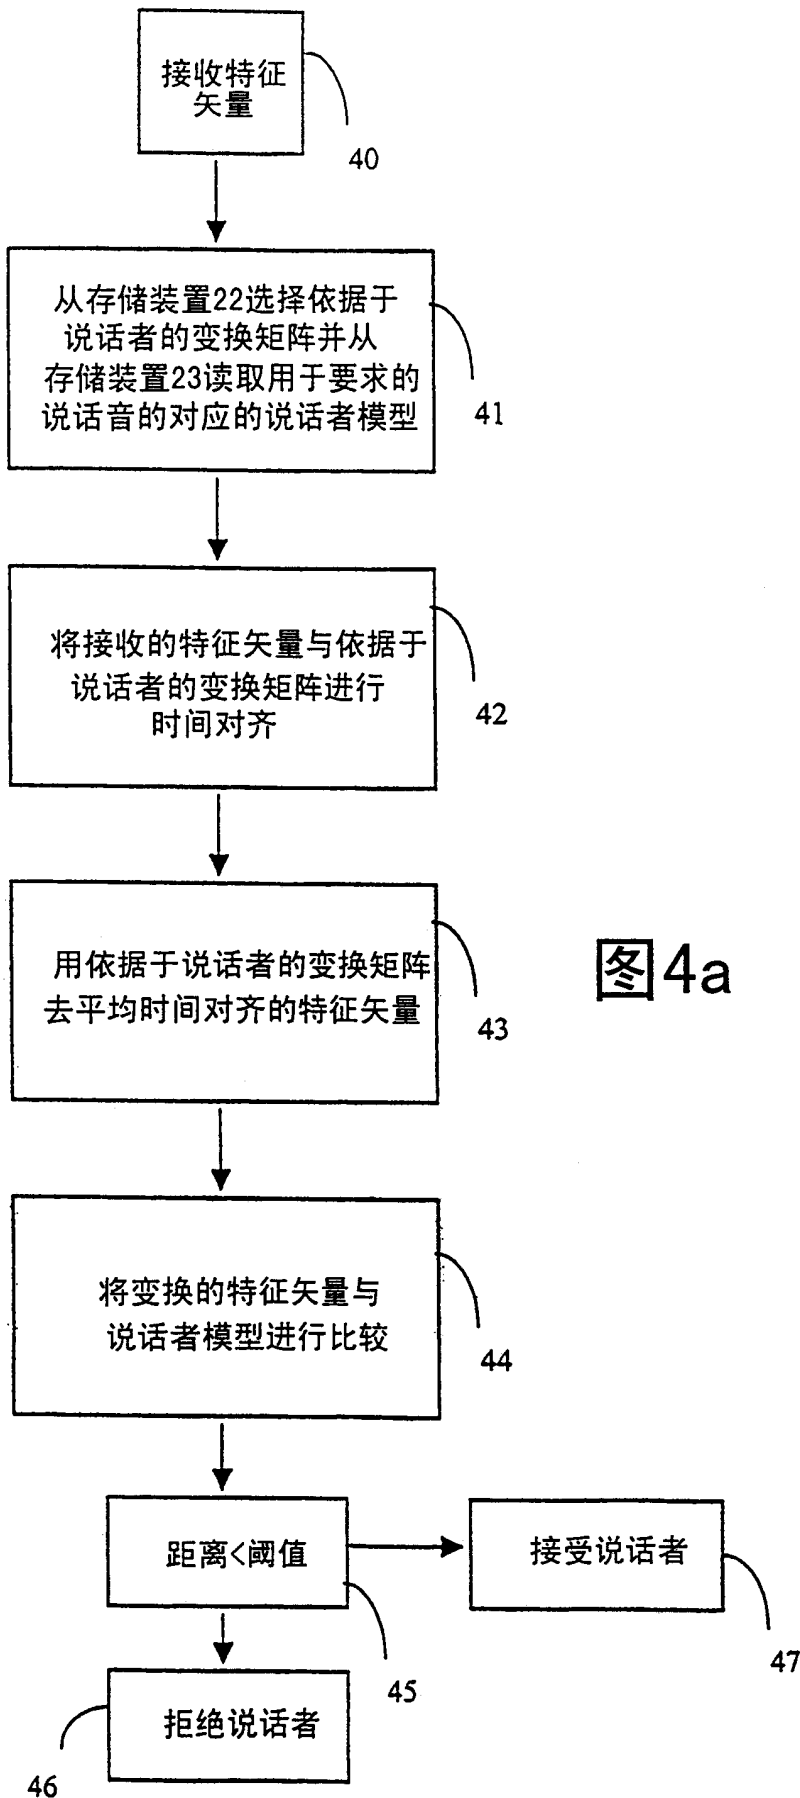 接收特征
矢量
40
从存储装置22选择依据于
说话者的变换矩阵并从
存储装置23读取用于要求的
说话音的对应的说话者模型
41
将接收的特征矢量与依据于
说话者的变换矩阵进行
时间对齐
42
用依据于说话者的变换矩阵
去平均时间对齐的特征矢量
43
图4a
将变换的特征矢量与
说话者模型进行比较
44
距离<阈值
45
接受说话者
47
拒绝说话者
46